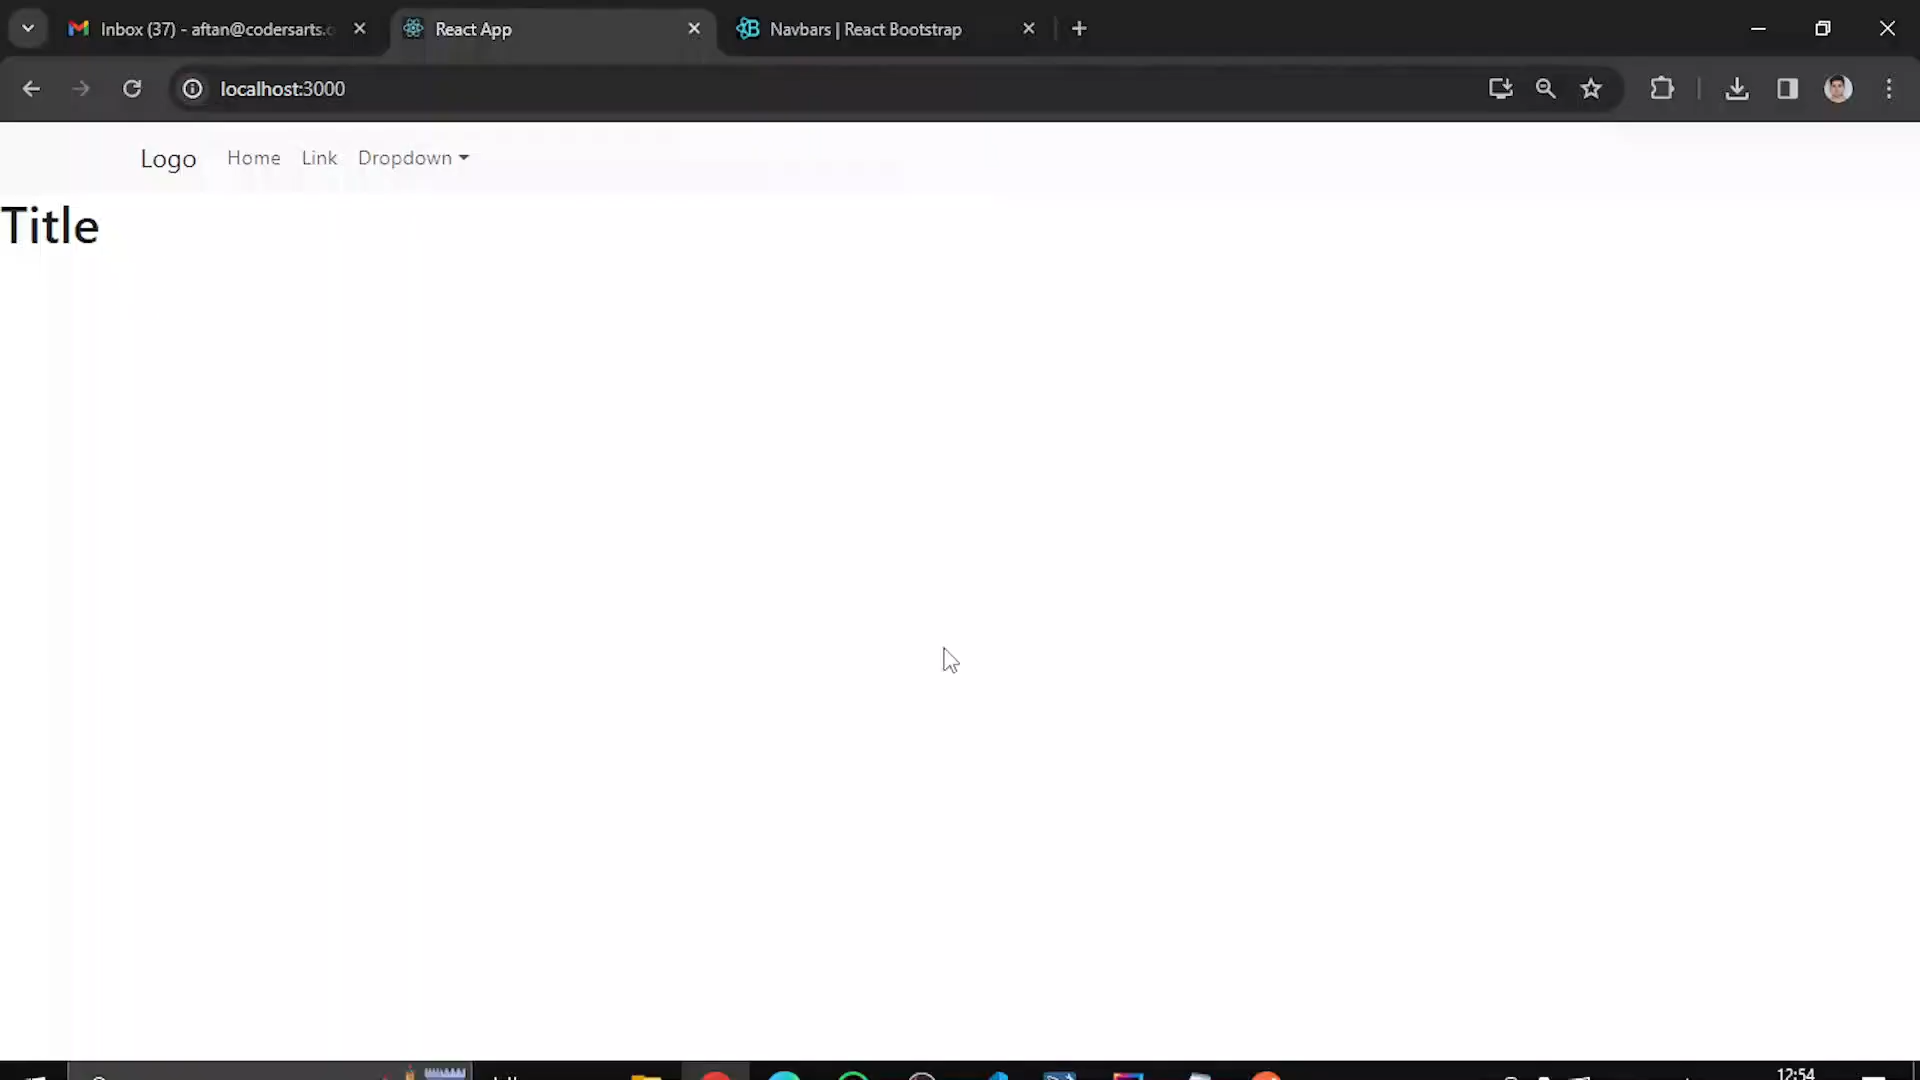 Inbox (37) - aftan@codersarts.c
React App
Navbars | React Bootstrap
localhost:3000
Logo Home Link Dropdown
Title
12:54